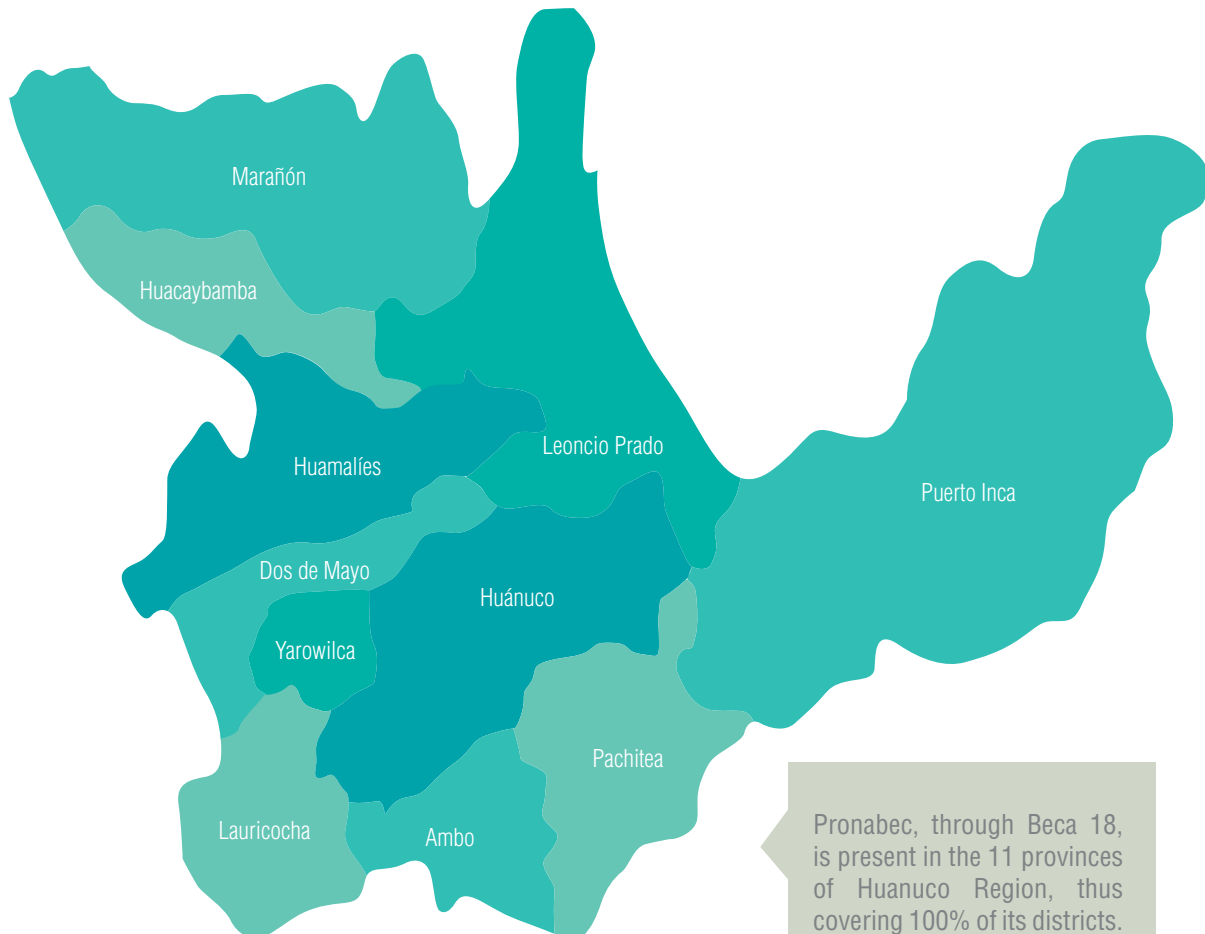 Marañón
Huacaybamba
Leoncio Prado
Huamalíes
Puerto Inca
Dos de Mayo
Huánuco
Yarowilca
Pachitea
Lauricocha
Ambo
Pronabec, through Beca 18,
is present in the 11 provinces
of Huanuco Region, thus
covering 100% of its districts.